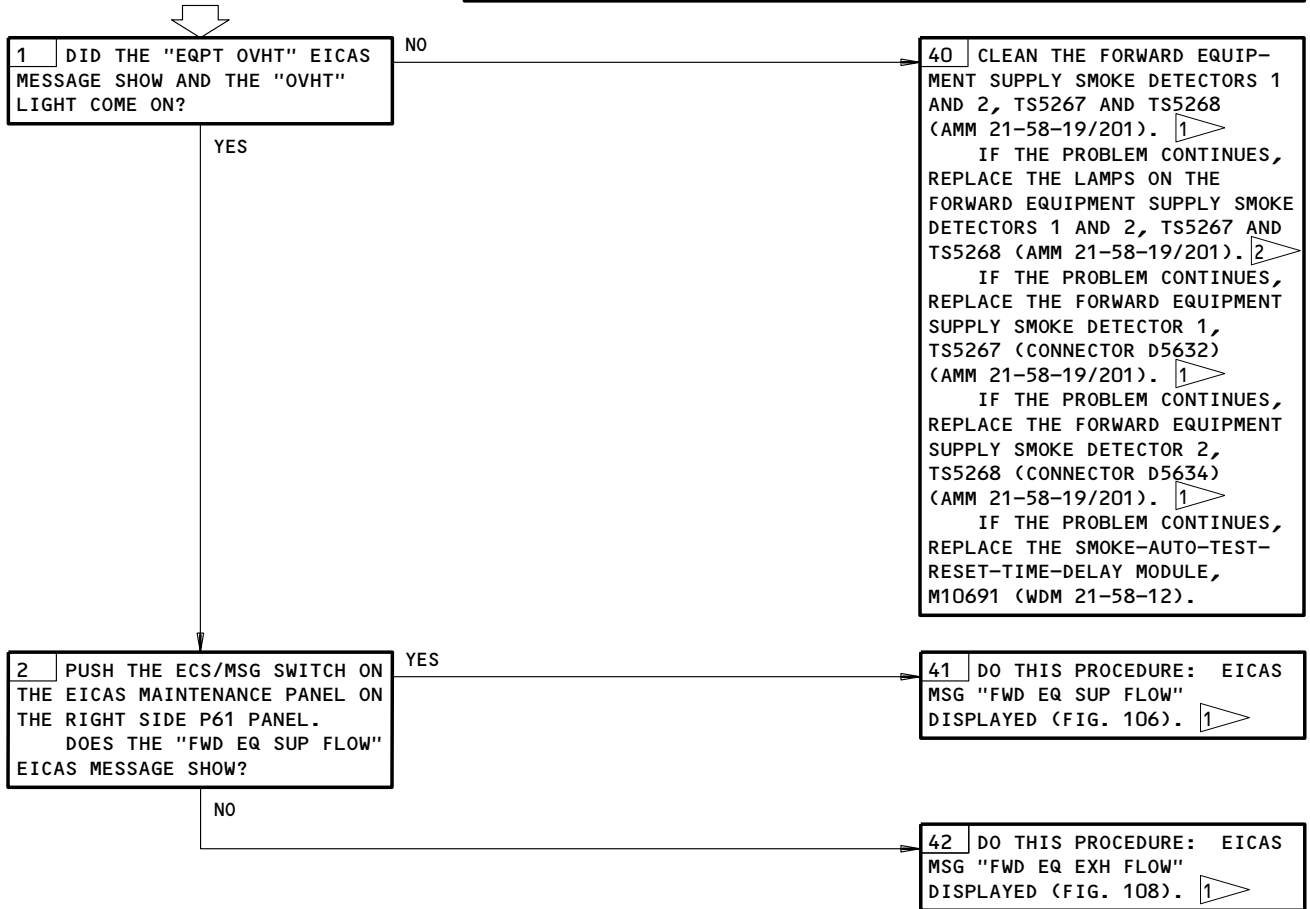 1 DID THE "EQPT OVHT" EICAS
MESSAGE SHOW AND THE "OVHT"
LIGHT COME ON?
NO
YES
40 CLEAN THE FORWARD EQUIP-
MENT SUPPLY SMOKE DETECTORS 1
AND 2, TS5267 AND TS5268
(AMM 21-58-19/201). 1
IF THE PROBLEM CONTINUES,
REPLACE THE LAMPS ON THE
FORWARD EQUIPMENT SUPPLY SMOKE
DETECTORS 1 AND 2, TS5267 AND
TS5268 (AMM 21-58-19/201). 2
IF THE PROBLEM CONTINUES,
REPLACE THE FORWARD EQUIPMENT
SUPPLY SMOKE DETECTOR 1,
TS5267 (CONNECTOR D5632)
(AMM 21-58-19/201). 1
IF THE PROBLEM CONTINUES,
REPLACE THE FORWARD EQUIPMENT
SUPPLY SMOKE DETECTOR 2,
TS5268 (CONNECTOR D5634)
(AMM 21-58-19/201). 1
IF THE PROBLEM CONTINUES,
REPLACE THE SMOKE-AUTO-TEST-
RESET-TIME-DELAY MODULE,
M10691 (WDM 21-58-12).
2 PUSH THE ECS/MSG SWITCH ON
THE EICAS MAINTENANCE PANEL ON
THE RIGHT SIDE P61 PANEL.
DOES THE "FWD EQ SUP FLOW"
EICAS MESSAGE SHOW?
YES
NO
41 DO THIS PROCEDURE: EICAS
MSG "FWD EQ SUP FLOW"
DISPLAYED (FIG. 106). 1
42 DO THIS PROCEDURE: EICAS
MSG "FWD EQ EXH FLOW"
DISPLAYED (FIG. 108). 1